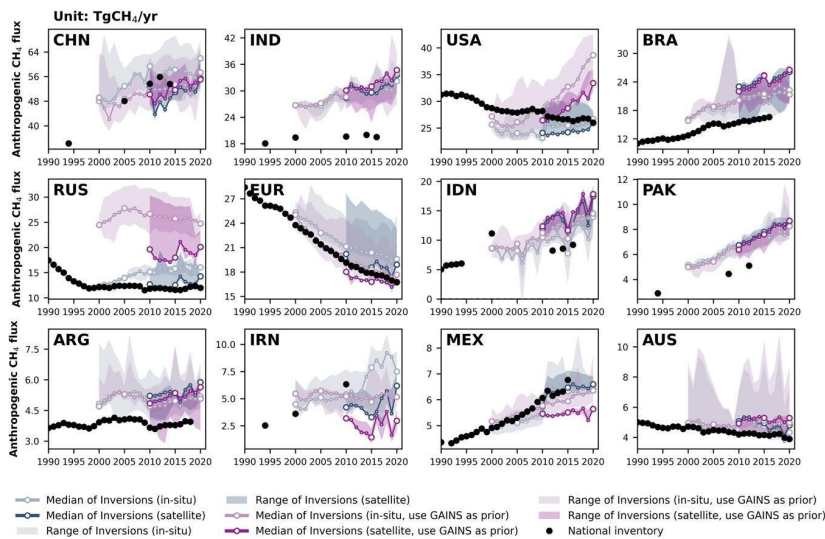 Unit: TgCH₄/yr
Anthropogenic CH₄ flux
CHN
64
56
48
40
1990 1995 2000 2005 2010 2015 2020
IND
36
30
24
18
1990 1995 2000 2005 2010 2015 2020
USA
40
35
30
25
1990 1995 2000 2005 2010 2015 2020
BRA
30
24
18
12
1990 1995 2000 2005 2010 2015 2020
Anthropogenic CH₄ flux
RUS
30
25
20
15
10
1990 1995 2000 2005 2010 2015 2020
EUR
27
24
21
18
15
1990 1995 2000 2005 2010 2015 2020
IDN
20
15
10
5
0
1990 1995 2000 2005 2010 2015 2020
PAK
12
10
8
6
4
1990 1995 2000 2005 2010 2015 2020
Anthropogenic CH₄ flux
ARG
7.5
6.0
4.5
3.0
1990 1995 2000 2005 2010 2015 2020
IRN
10.0
7.5
5.0
2.5
1990 1995 2000 2005 2010 2015 2020
MEX
8
7
6
5
1990 1995 2000 2005 2010 2015 2020
AUS
10
8
6
4
1990 1995 2000 2005 2010 2015 2020
Median of Inversions (in-situ)
Median of Inversions (satellite)
Range of Inversions (in-situ)
Range of Inversions (satellite)
Median of Inversions (in-situ, use GAINS as prior)
Median of Inversions (satellite, use GAINS as prior)
Range of Inversions (in-situ, use GAINS as prior)
Range of Inversions (satellite, use GAINS as prior)
National inventory